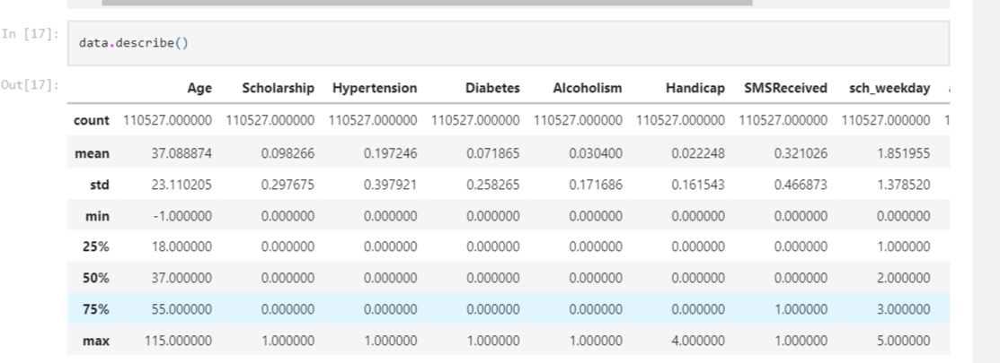 In [17]:
data.describe()
Out[17]:
Age Scholarship Hypertension Diabetes Alcoholism Handicap SMSReceived sch_weekday
count 110527.000000 110527.000000 110527.000000 110527.000000 110527.000000 110527.000000 110527.000000 110527.000000 1
mean 37.088874 0.098266 0.197246 0.071865 0.030400 0.022248 0.321026 1.851955
std 23.110205 0.297675 0.397921 0.258265 0.171686 0.161543 0.466873 1.378520
min -1.000000 0.000000 0.000000 0.000000 0.000000 0.000000 0.000000 0.000000
25% 18.000000 0.000000 0.000000 0.000000 0.000000 0.000000 0.000000 1.000000
50% 37.000000 0.000000 0.000000 0.000000 0.000000 0.000000 0.000000 2.000000
75% 55.000000 0.000000 0.000000 0.000000 0.000000 0.000000 1.000000 3.000000
max 115.000000 1.000000 1.000000 1.000000 1.000000 4.000000 1.000000 5.000000